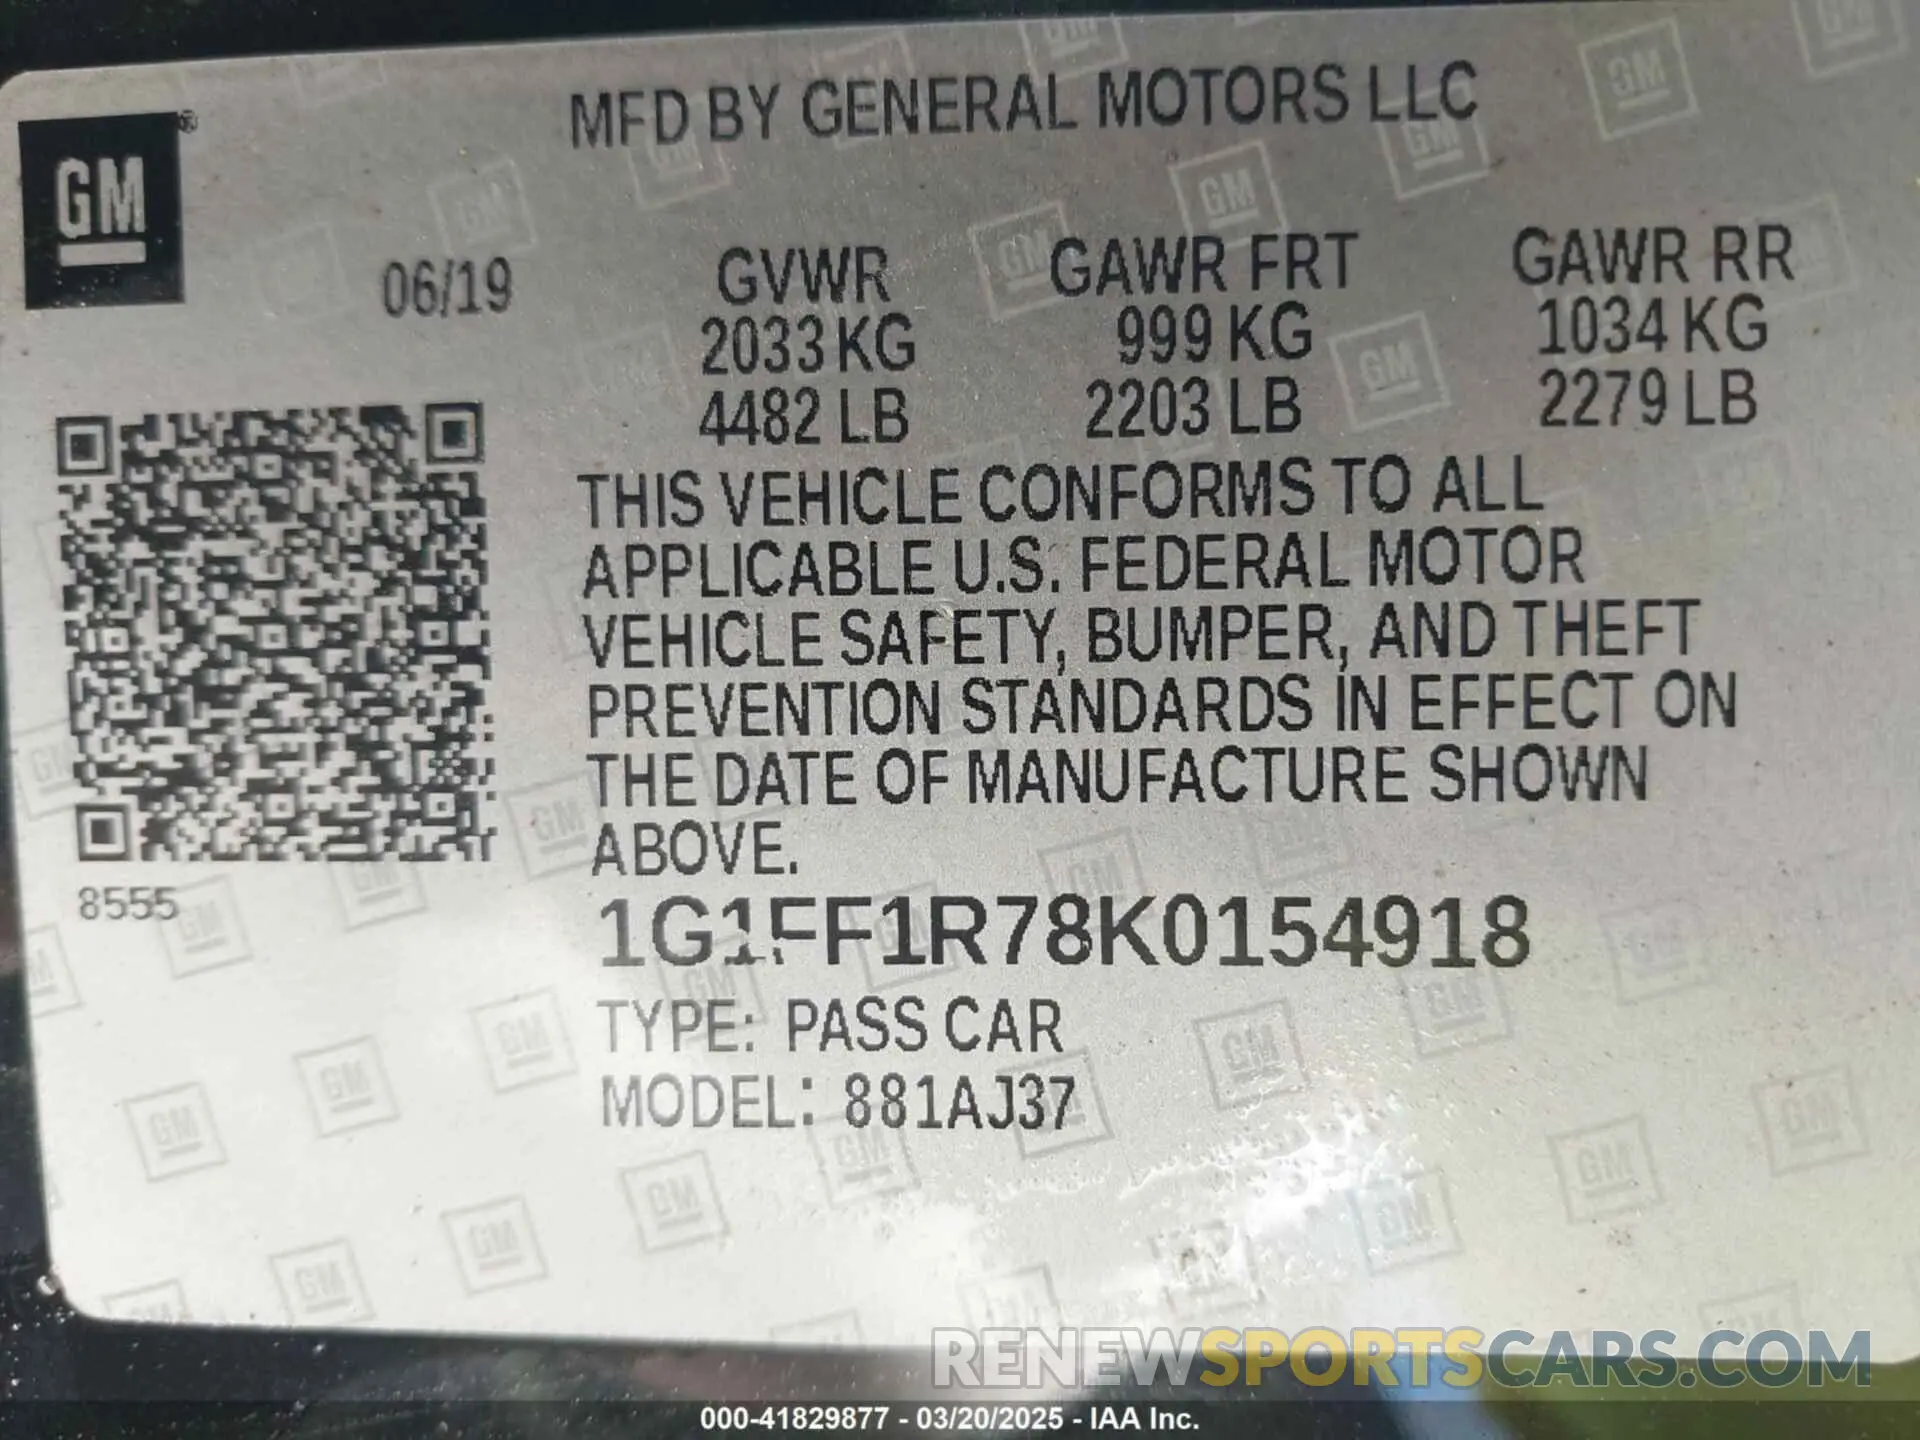 MFD BY GENERAL MOTORS LLC
GM
06/19
GVWR GAWR FRT GAWR RR
2033 KG 999 KG 1034 KG
4482 LB 2203 LB 2279 LB
THIS VEHICLE CONFORMS TO ALL
APPLICABLE U.S. FEDERAL MOTOR
VEHICLE SAFETY, BUMPER, AND THEFT
PREVENTION STANDARDS IN EFFECT ON
THE DATE OF MANUFACTURE SHOWN
ABOVE.
8555
1G1FF1R78K0154918
TYPE: PASS CAR
MODEL: 881AJ37
RENEWSPORTSCARS.COM
000-41829877 - 03/20/2025 - IAA Inc.